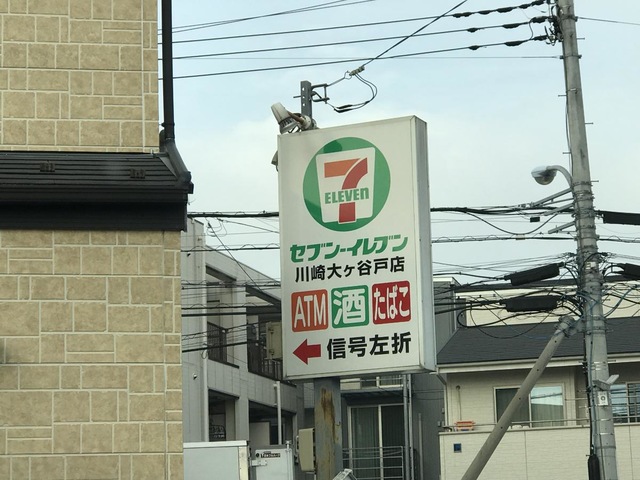 7
ELEVEn
セブン-イレブン
川崎大ヶ谷戸店
ATM 酒 たばこ
信号左折